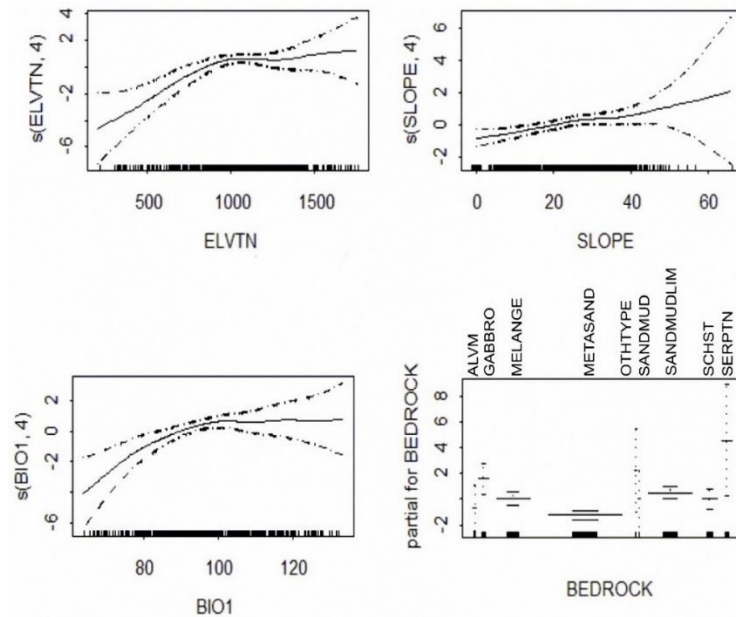 s(ELVTN, 4)
4
2
-2
-6
500
1000
1500
ELVTN
s(SLOPE, 4)
6
4
2
0
-2
0
20
40
60
SLOPE
s(BIO1, 4)
2
0
-2
-6
80
100
120
BIO1
ALVM
GABBRO
MELANGE
METASAND
OTHTYPE
SANDMUD
SANDMUDLIM
SCHST
SERPTN
partial for BEDROCK
8
6
4
2
0
-2
BEDROCK